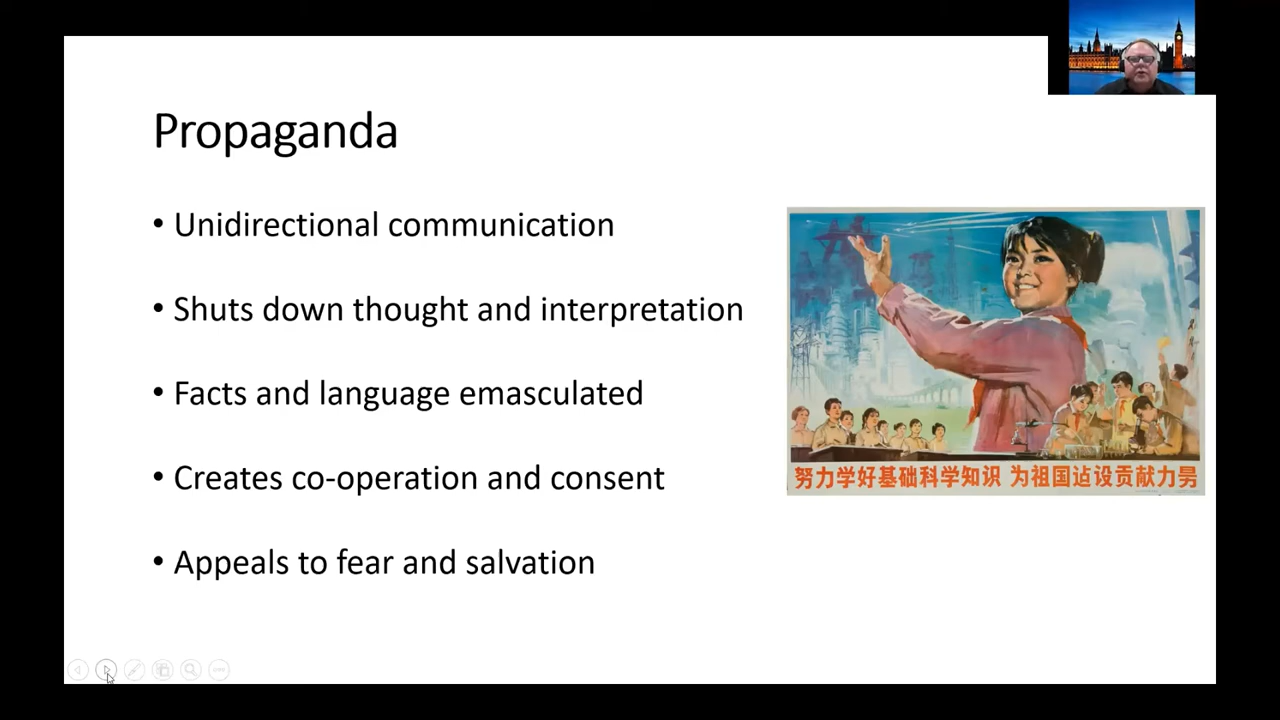 Propaganda
• Unidirectional communication
• Shuts down thought and interpretation
• Facts and language emasculated
• Creates co-operation and consent
• Appeals to fear and salvation
努力学好基础科学知识 为祖国迠设贡献力量